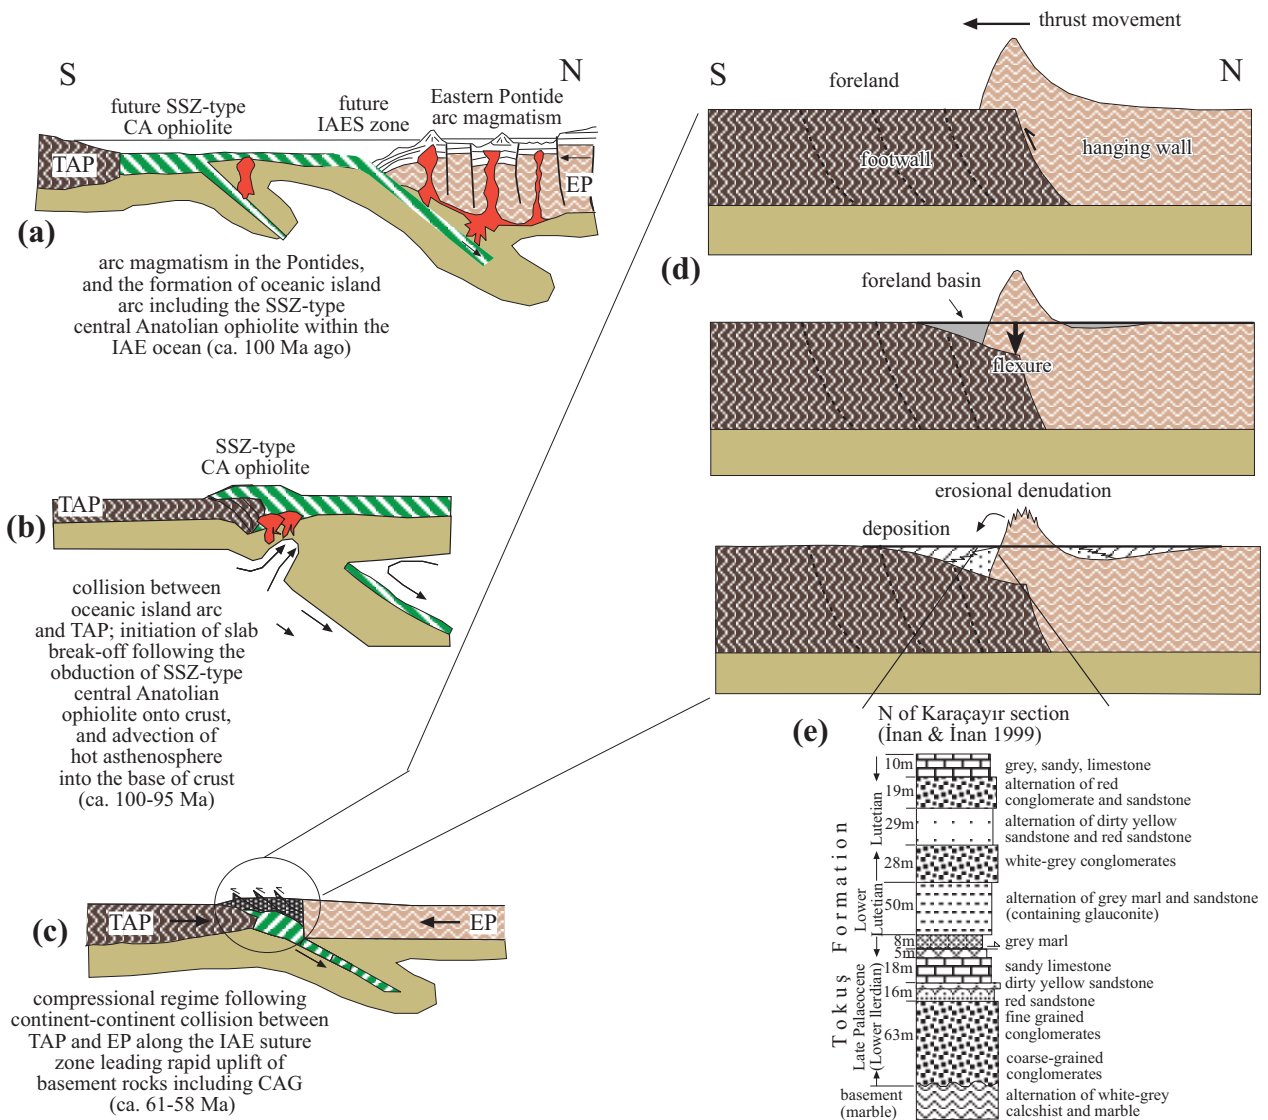 S
N
future SSZ-type
CA ophiolite
future
IAES zone
Eastern Pontide
arc magmatism
TAP
EP
(a)
arc magmatism in the Pontides,
and the formation of oceanic island
arc including the SSZ-type
central Anatolian ophiolite within the
IAE ocean (ca. 100 Ma ago)
SSZ-type
CA ophiolite
TAP
(b)
collision between
oceanic island arc
and TAP; initiation of slab
break-off following the
obduction of SSZ-type
central Anatolian
ophiolite onto crust,
and advection of
hot asthenosphere
into the base of crust
(ca. 100-95 Ma)
TAP
EP
(c)
compressional regime following
continent-continent collision between
TAP and EP along the IAE suture
zone leading rapid uplift of
basement rocks including CAG
(ca. 61-58 Ma)
thrust movement
S
foreland
N
footwall
hanging wall
(d)
foreland basin
flexure
erosional denudation
deposition
(e)
N of Karaçayır section
(İnan & İnan 1999)
Tokuş Formation
Lutetian
Lower
Lutetian
Late Palaeocene
(Lower Ilerdian)
10m
grey, sandy, limestone
19m
alternation of red
conglomerate and sandstone
29m
alternation of dirty yellow
sandstone and red sandstone
28m
white-grey conglomerates
50m
alternation of grey marl and sandstone
(containing glauconite)
8m
grey marl
5m
18m
sandy limestone
dirty yellow sandstone
16m
red sandstone
fine grained
conglomerates
63m
coarse-grained
conglomerates
basement
(marble)
alternation of white-grey
calcshist and marble